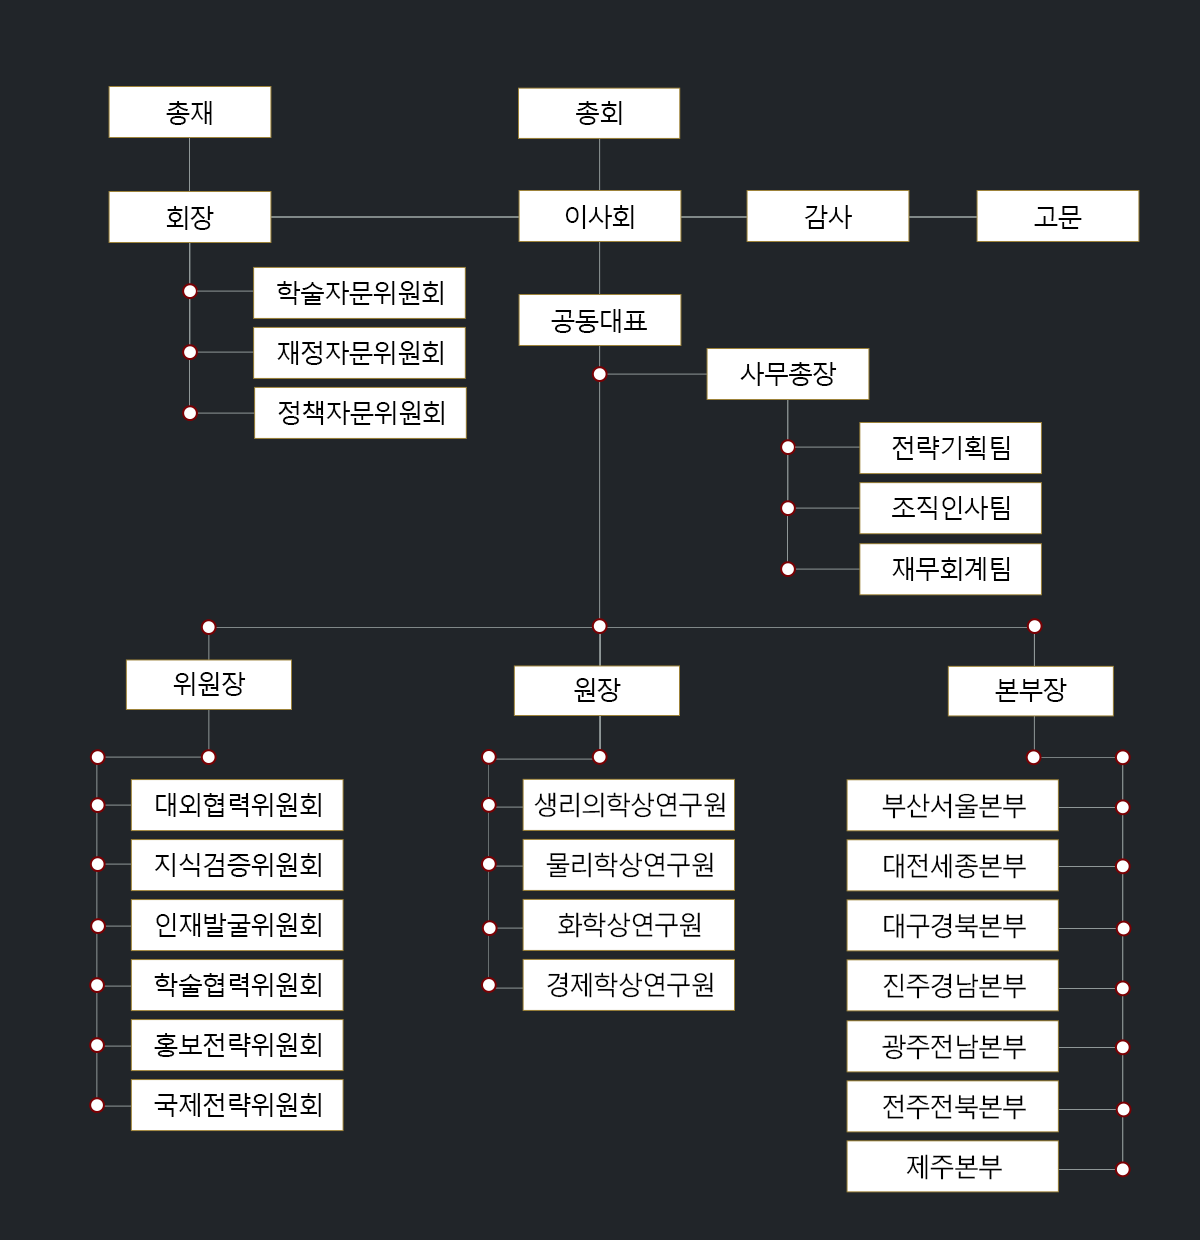 총재
총회
회장
이사회
감사
고문
학술자문위원회
재정자문위원회
정책자문위원회
공동대표
사무총장
전략기획팀
조직인사팀
재무회계팀
위원장
원장
본부장
대외협력위원회
지식검증위원회
인재발굴위원회
학술협력위원회
홍보전략위원회
국제전략위원회
생리의학상연구원
물리학상연구원
화학상연구원
경제학상연구원
부산서울본부
대전세종본부
대구경북본부
진주경남본부
광주전남본부
전주전북본부
제주본부